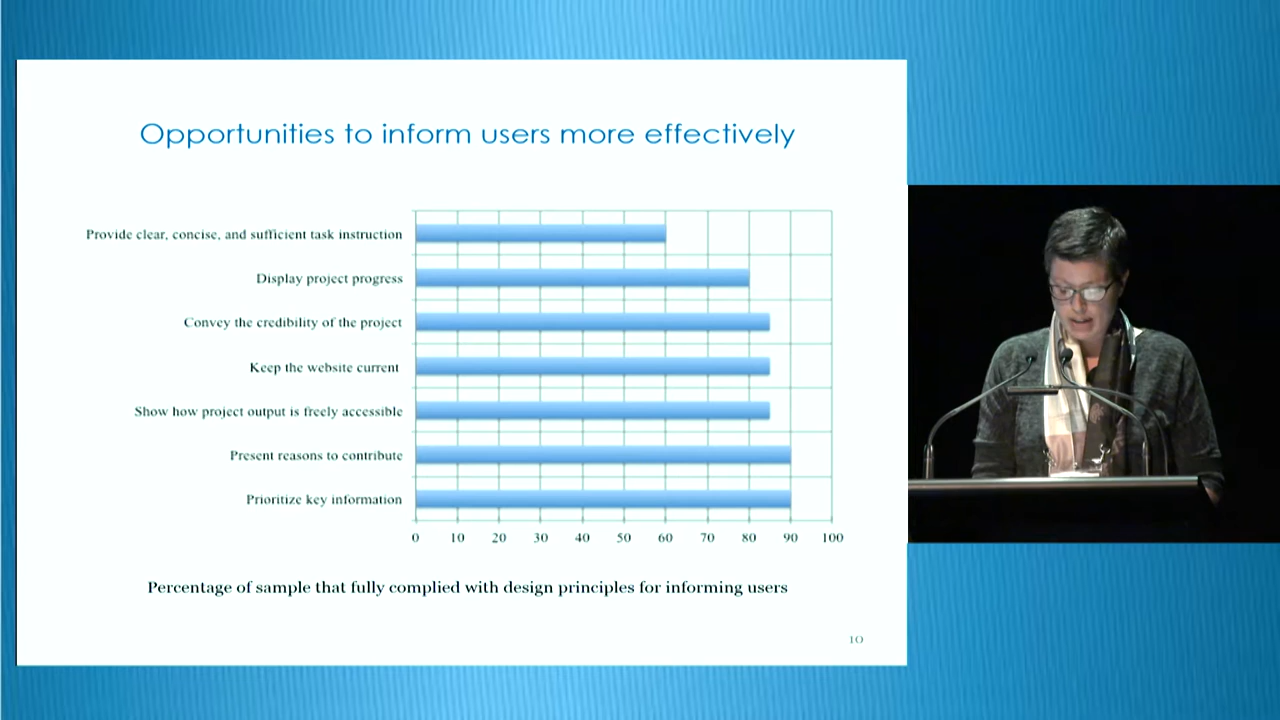 Opportunities to inform users more effectively
Provide clear, concise, and sufficient task instruction
Display project progress
Convey the credibility of the project
Keep the website current
Show how project output is freely accessible
Present reasons to contribute
Prioritize key information
0 10 20 30 40 50 60 70 80 90 100
Percentage of sample that fully complied with design principles for informing users
10